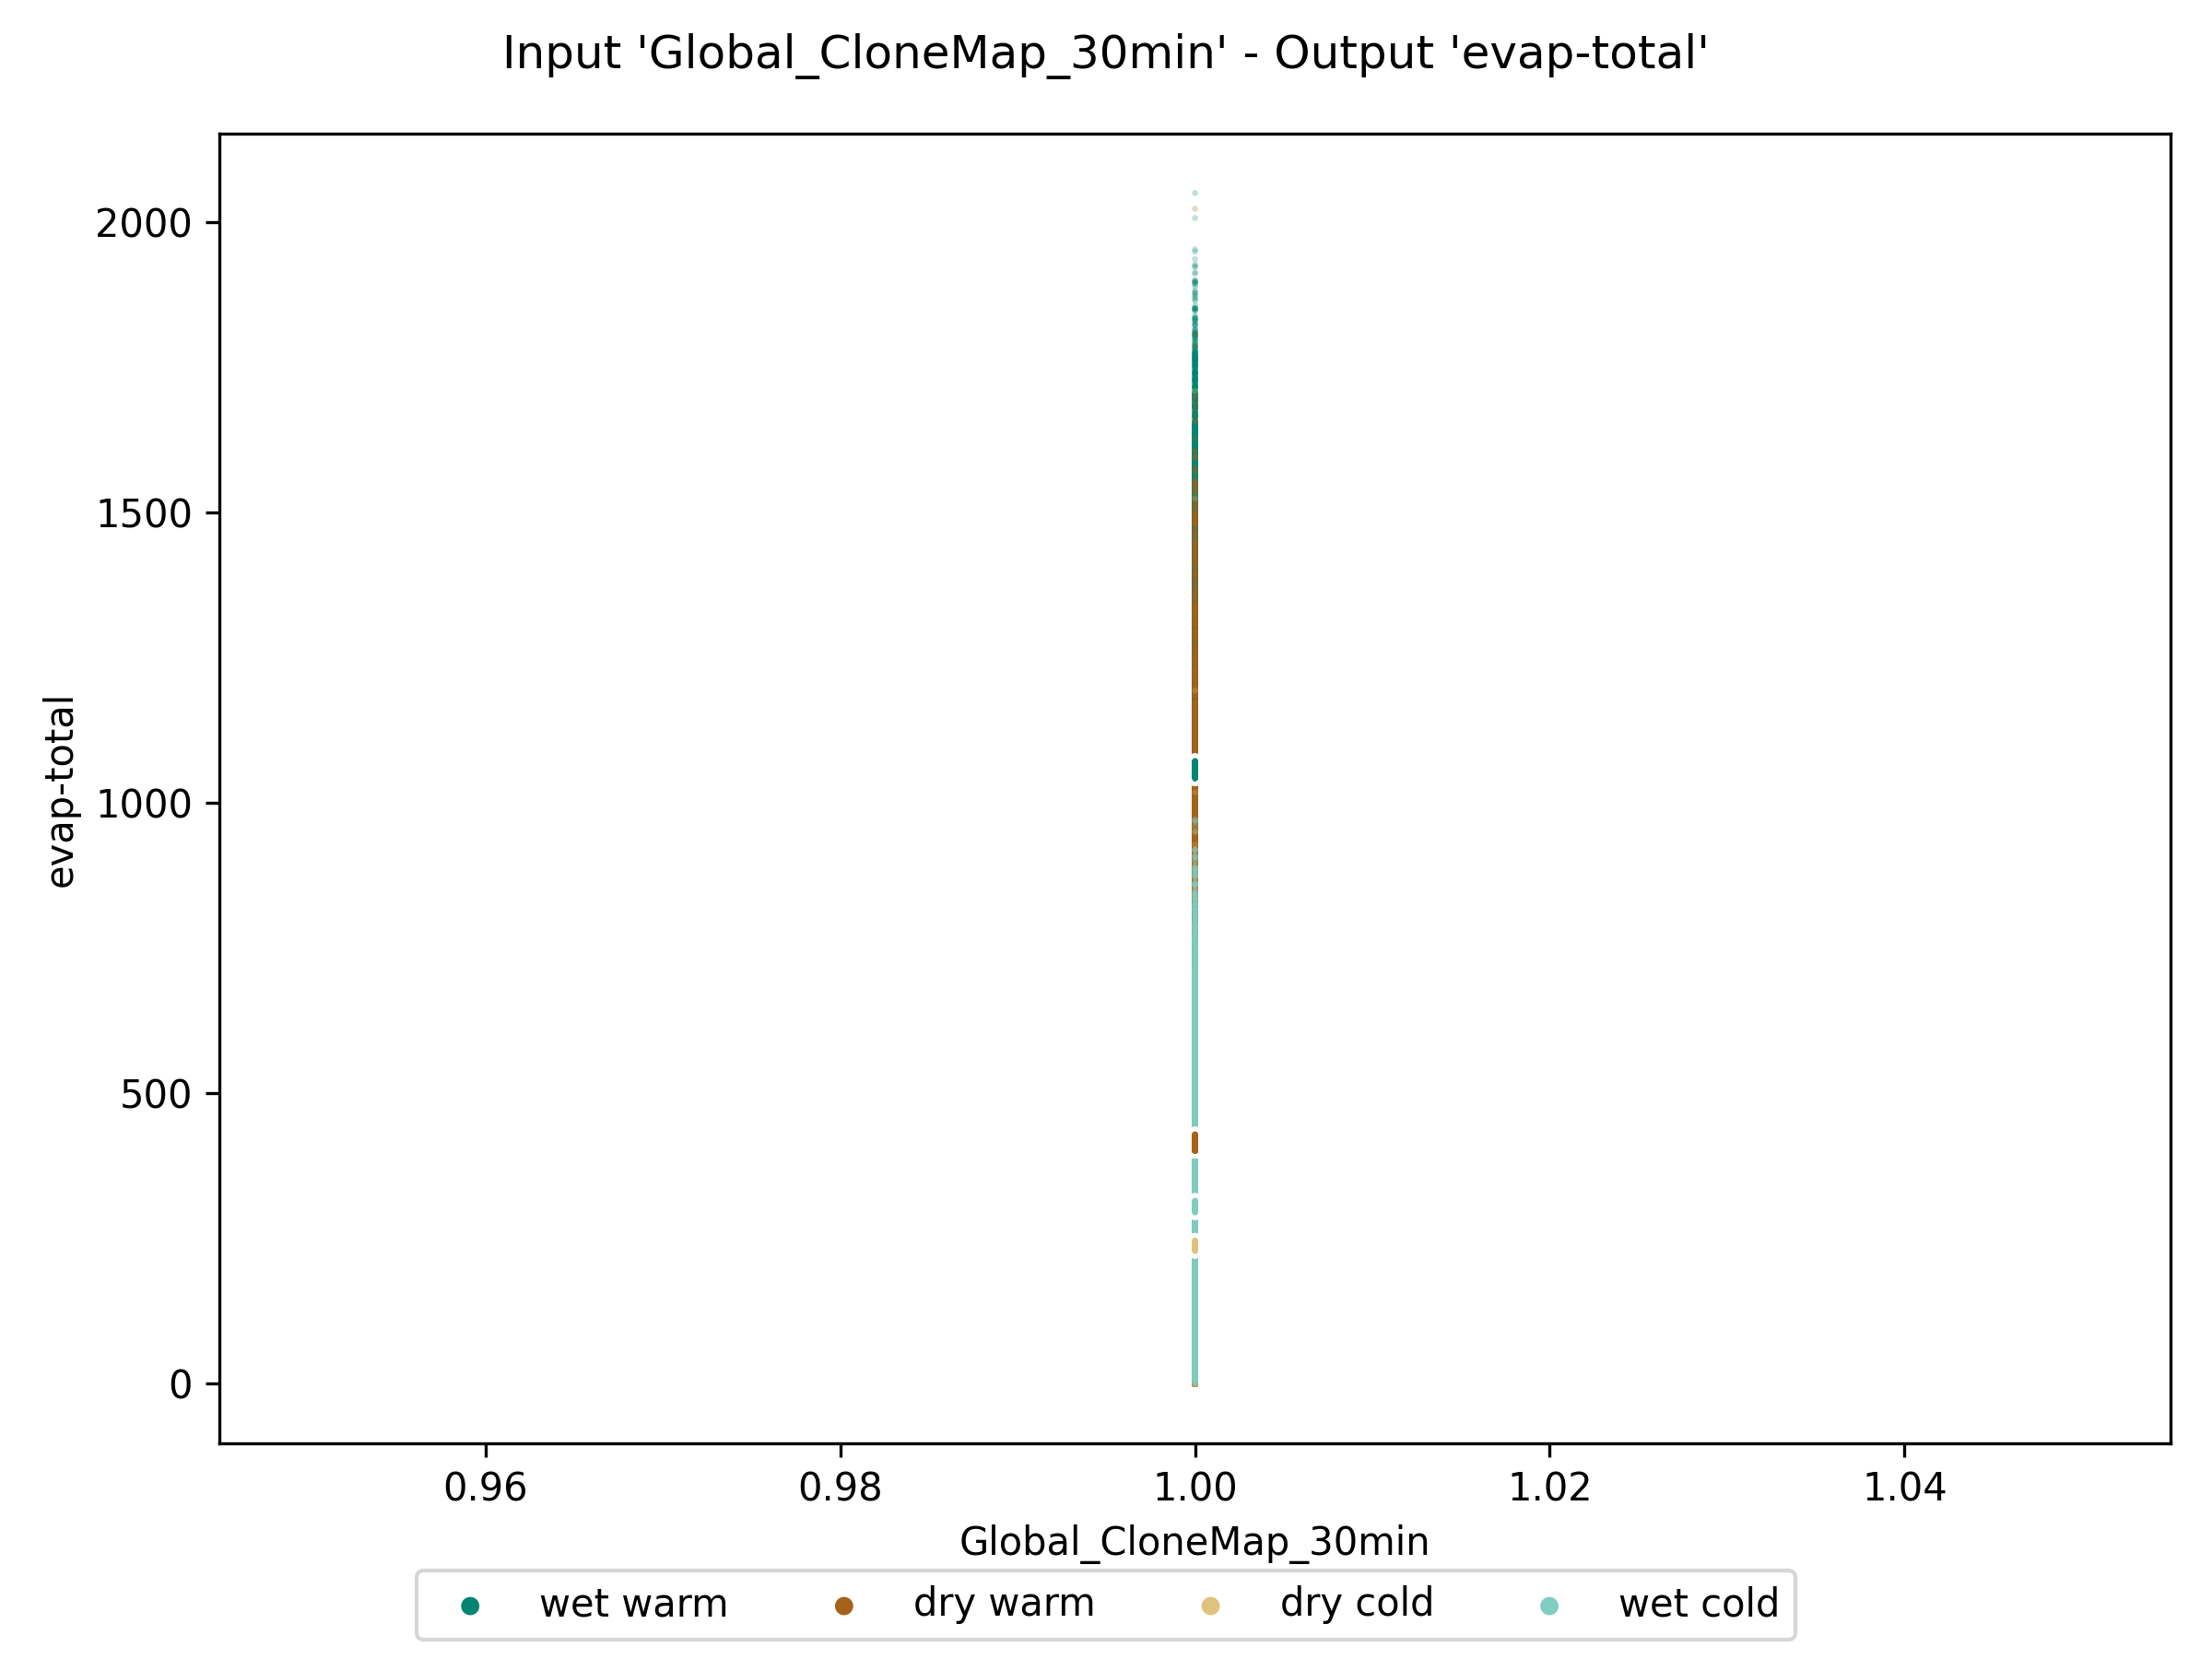 Input 'Global_CloneMap_30min' - Output 'evap-total'
2000
1500
1000
500
0
evap-total
0.96 0.98 1.00 1.02 1.04
Global_CloneMap_30min
wet warm dry warm dry cold wet cold